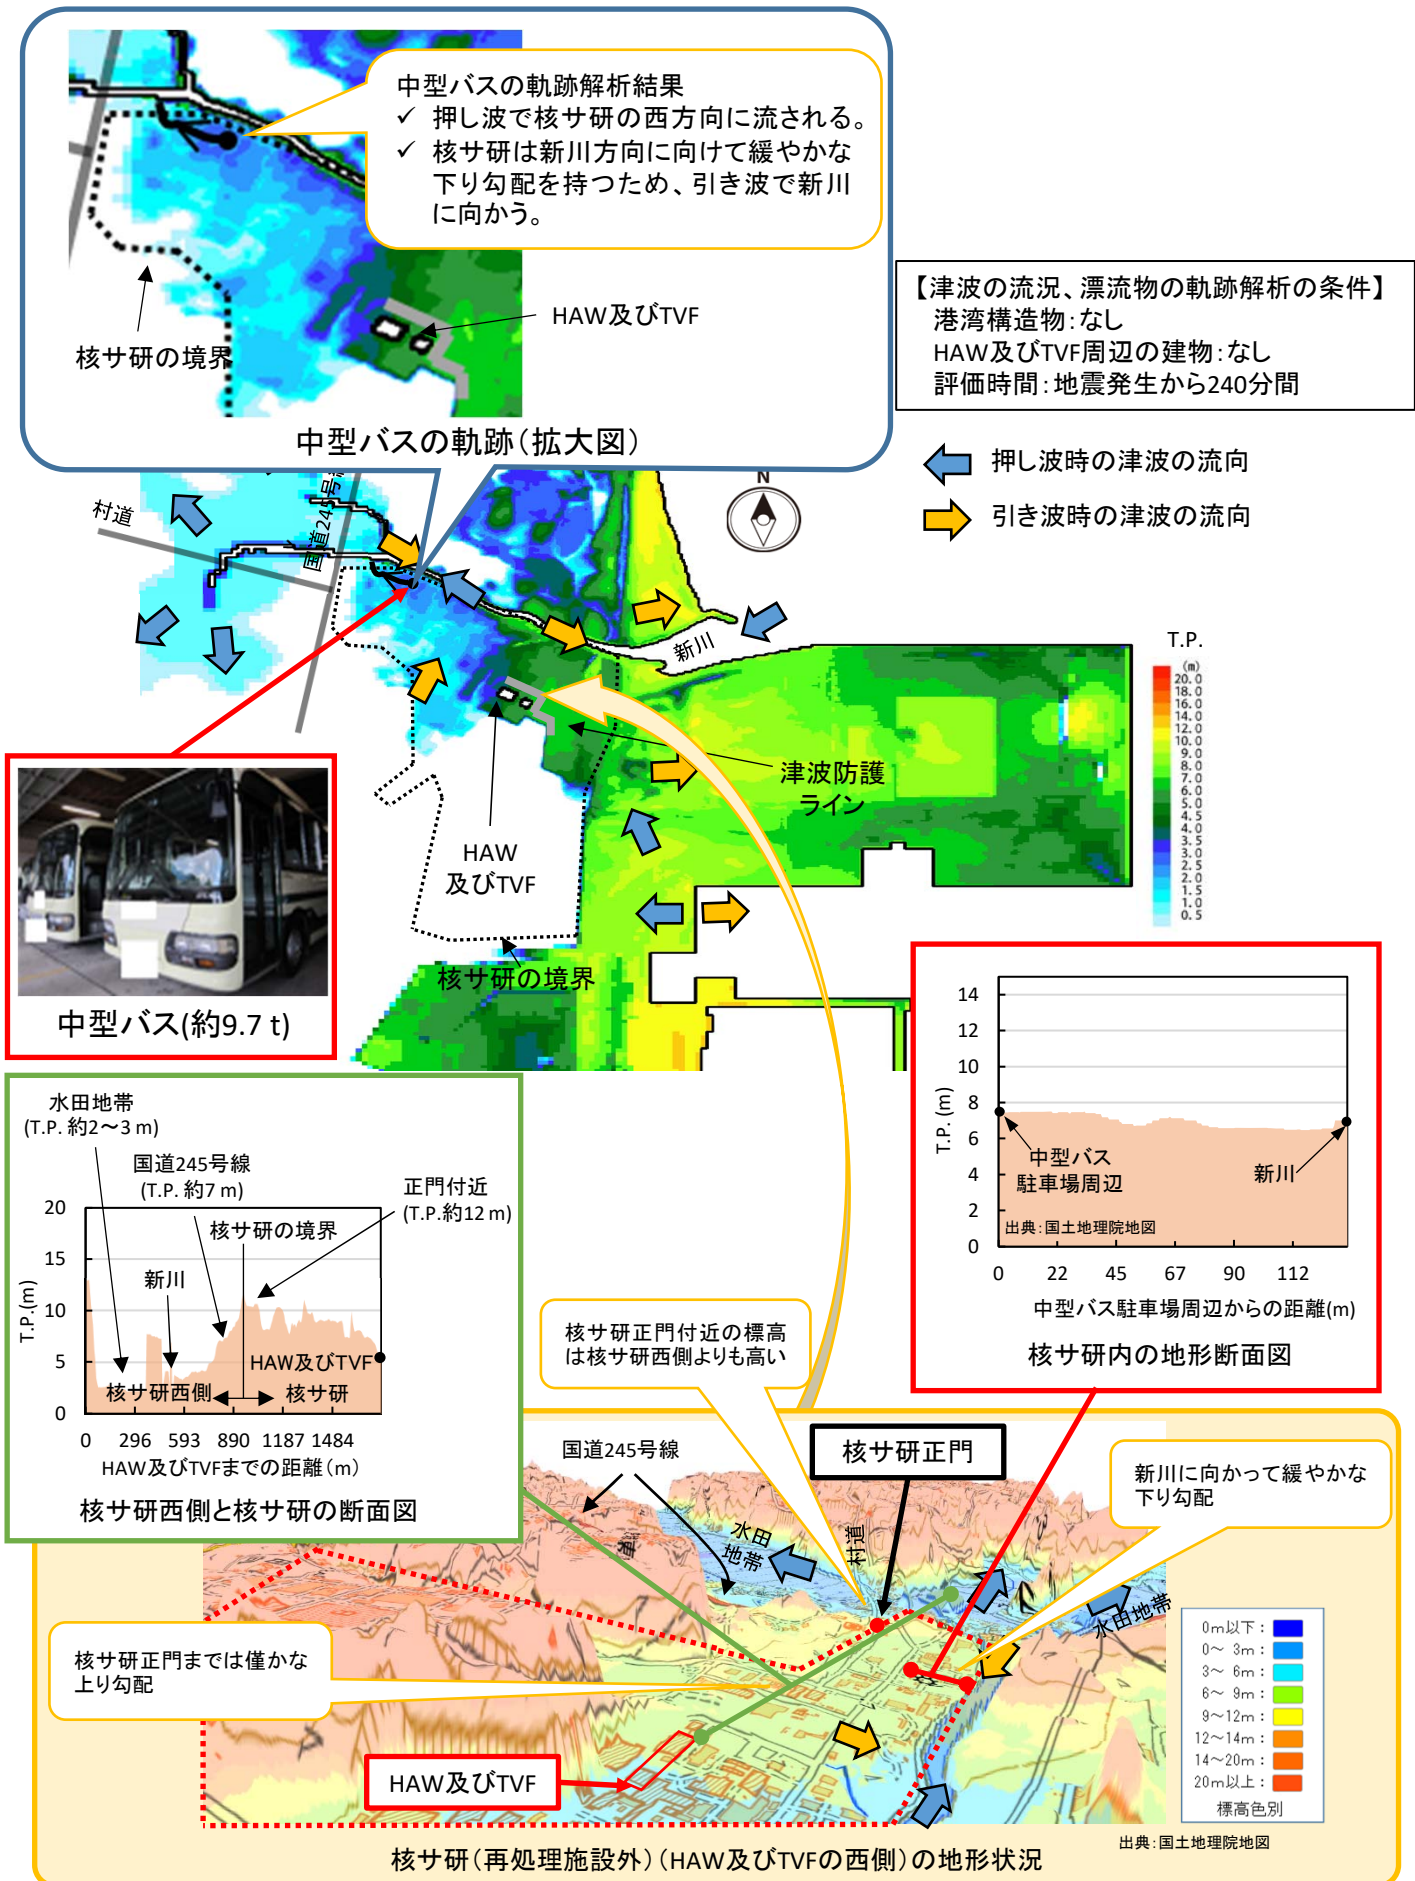 中型バスの軌跡解析結果
✓ 押し波で核サ研の西方向に流される。
✓ 核サ研は新川方向に向けて緩やかな
下り勾配を持つため、引き波で新川
に向かう。
HAW及びTVF
核サ研の境界
中型バスの軌跡（拡大図）
【津波の流況、漂流物の軌跡解析の条件】
港湾構造物：なし
HAW及びTVF周辺の建物：なし
評価時間：地震発生から240分間
押し波時の津波の流向
引き波時の津波の流向
N
村道
国道245号線
新川
津波防護
ライン
HAW
及びTVF
核サ研の境界
T.P.
(m)
20.0
18.0
16.0
14.0
12.0
10.0
9.0
8.0
7.0
6.0
5.0
4.5
4.0
3.5
3.0
2.5
2.0
1.5
1.0
0.5
中型バス(約9.7 t)
水田地帯
(T.P. 約2～3 m)
国道245号線
(T.P. 約7 m)
正門付近
(T.P.約12 m)
核サ研の境界
新川
T.P.(m)
20
15
10
5
0
HAW及びTVF
核サ研西側
核サ研
0 296 593 890 1187 1484
HAW及びTVFまでの距離（m）
核サ研西側と核サ研の断面図
T.P. (m)
14
12
10
8
6
4
2
0
中型バス
駐車場周辺
新川
出典：国土地理院地図
0 22 45 67 90 112
中型バス駐車場周辺からの距離(m)
核サ研内の地形断面図
核サ研正門付近の標高
は核サ研西側よりも高い
国道245号線
核サ研正門
新川に向かって緩やかな
下り勾配
水田
地帯
村道
水田地帯
核サ研正門までは僅かな
上り勾配
HAW及びTVF
0m以下：
0～ 3m：
3～ 6m：
6～ 9m：
9～12m：
12～14m：
14～20m：
20m以上：
標高色別
出典：国土地理院地図
核サ研（再処理施設外）（HAW及びTVFの西側）の地形状況